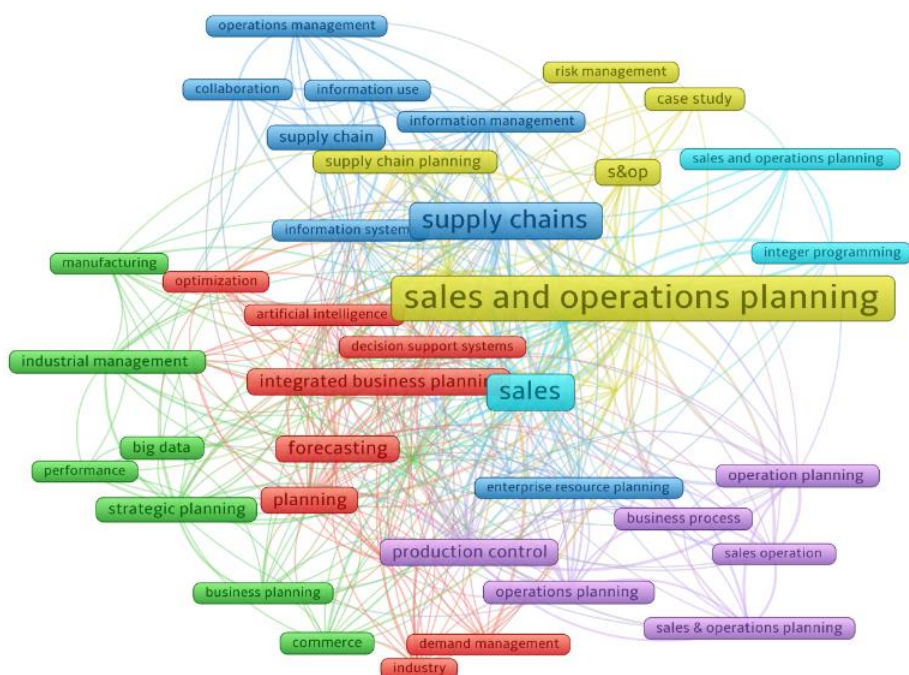 operations management
risk management
collaboration
information use
case study
information management
supply chain
supply chain planning
sales and operations planning
s&op
supply chains
information system
integer programming
manufacturing
optimization
sales and operations planning
artificial intelligence
decision support systems
industrial management
integrated business planning
sales
big data
forecasting
performance
operation planning
enterprise resource planning
planning
strategic planning
business process
production control
sales operation
business planning
operations planning
sales & operations planning
commerce
demand management
industry